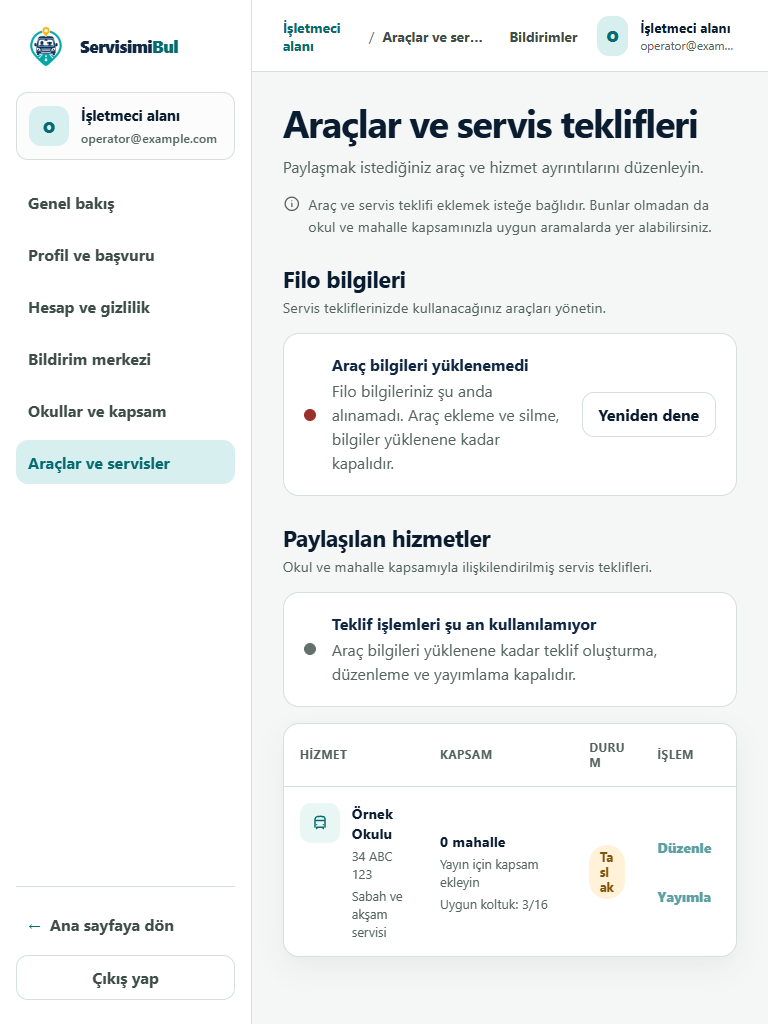 ServisimiBul
O
İşletmeci alanı
operator@example.com
Genel bakış
Profil ve başvuru
Hesap ve gizlilik
Bildirim merkezi
Okullar ve kapsam
Araçlar ve servisler
← Ana sayfaya dön
Çıkış yap
İşletmeci
alanı
/ Araçlar ve ser...
Bildirimler
O
İşletmeci alanı
operator@exam...
Araçlar ve servis teklifleri
Paylaşmak istediğiniz araç ve hizmet ayrıntılarını düzenleyin.
Araç ve servis teklifi eklemek isteğe bağlıdır. Bunlar olmadan da
okul ve mahalle kapsamınızla uygun aramalarda yer alabilirsiniz.
Filo bilgileri
Servis tekliflerinizde kullanacağınız araçları yönetin.
Araç bilgileri yüklenemedi
Filo bilgileriniz şu anda
alınamadı. Araç ekleme ve silme,
bilgiler yüklenene kadar
kapalıdır.
Yeniden dene
Paylaşılan hizmetler
Okul ve mahalle kapsamıyla ilişkilendirilmiş servis teklifleri.
Teklif işlemleri şu an kullanılamıyor
Araç bilgileri yüklenene kadar teklif oluşturma,
düzenleme ve yayımlama kapalıdır.
HİZMET
KAPSAM
DURU
M
İŞLEM
Örnek
Okulu
34 ABC
123
Sabah ve
akşam
servisi
0 mahalle
Yayın için kapsam
ekleyin
Uygun koltuk: 3/16
Ta
sl
ak
Düzenle
Yayımla